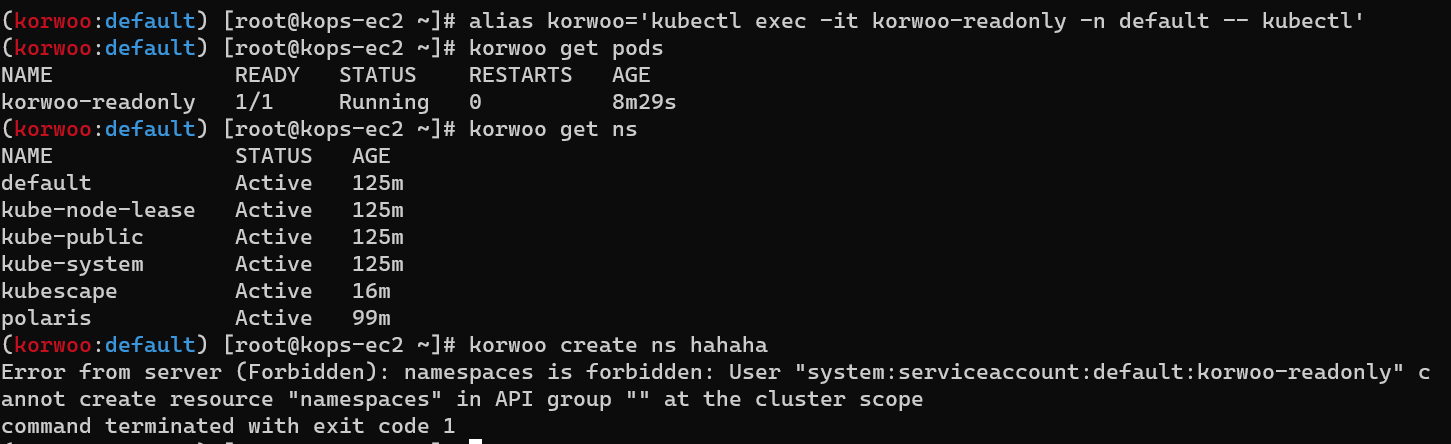 (korwoo:default) [root@kops-ec2 ~]# alias korwoo='kubectl exec -it korwoo-readonly -n default -- kubectl'
(korwoo:default) [root@kops-ec2 ~]# korwoo get pods
NAME              READY   STATUS    RESTARTS   AGE
korwoo-readonly   1/1     Running   0          8m29s
(korwoo:default) [root@kops-ec2 ~]# korwoo get ns
NAME              STATUS   AGE
default           Active   125m
kube-node-lease   Active   125m
kube-public       Active   125m
kube-system       Active   125m
kubescape         Active   16m
polaris           Active   99m
(korwoo:default) [root@kops-ec2 ~]# korwoo create ns hahaha
Error from server (Forbidden): namespaces is forbidden: User "system:serviceaccount:default:korwoo-readonly" c
annot create resource "namespaces" in API group "" at the cluster scope
command terminated with exit code 1